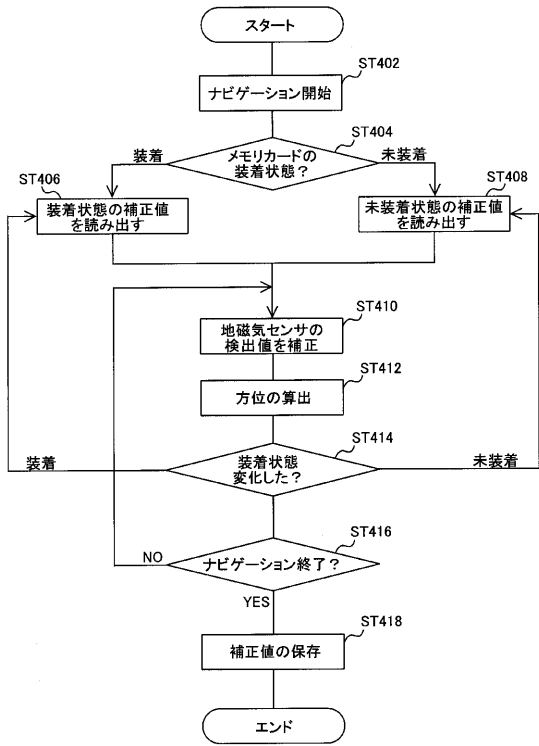 スタート
ST402
ナビゲーション開始
ST404
メモリカードの
装着状態？
装着
未装着
ST406
装着状態の補正値
を読み出す
ST408
未装着状態の補正値
を読み出す
ST410
地磁気センサの
検出値を補正
ST412
方位の算出
ST414
装着状態
変化した？
装着
未装着
ST416
ナビゲーション終了？
NO
YES
ST418
補正値の保存
エンド